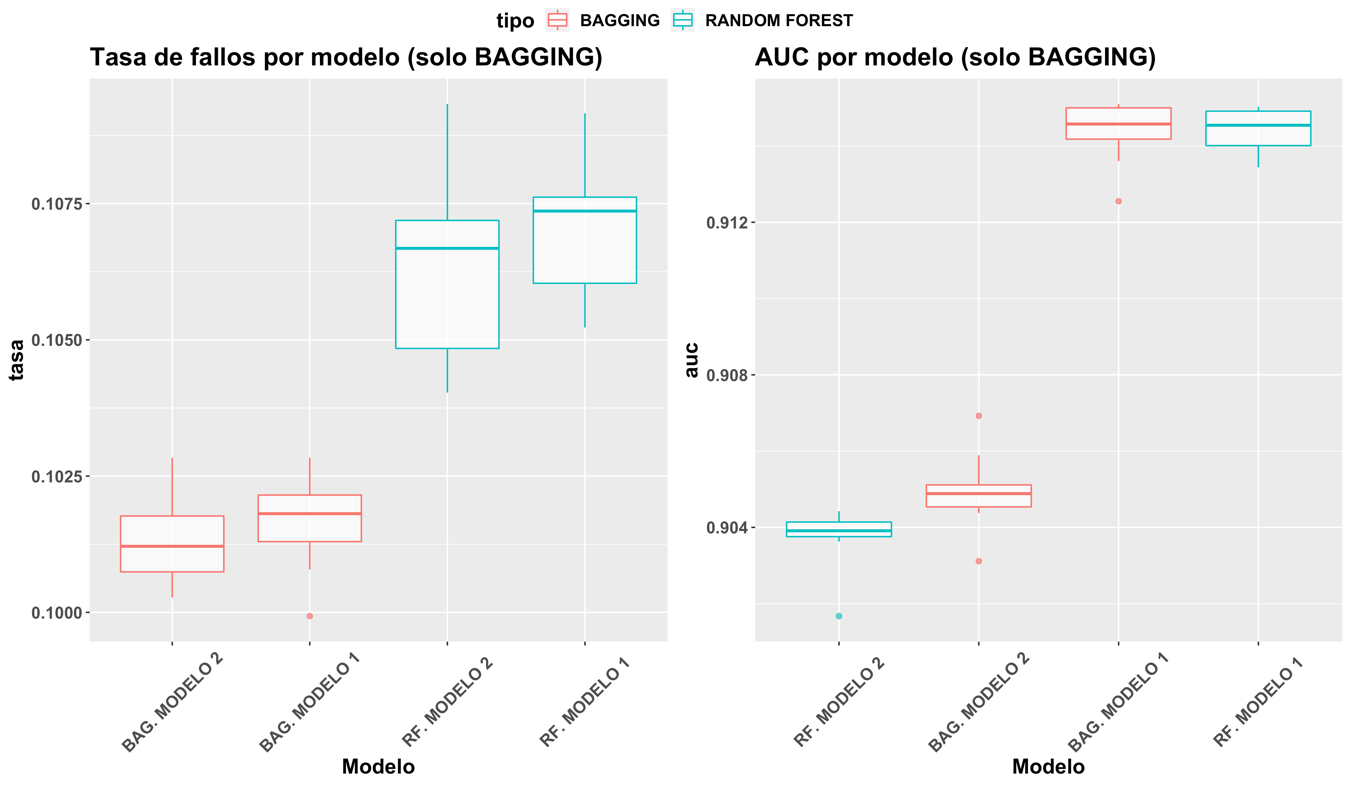 tipo BAGGING RANDOM FOREST
Tasa de fallos por modelo (solo BAGGING)
tasa
0.1075
0.1050
0.1025
0.1000
BAG. MODELO 2
BAG. MODELO 1
RF. MODELO 2
RF. MODELO 1
Modelo
AUC por modelo (solo BAGGING)
auc
0.912
0.908
0.904
RF. MODELO 2
BAG. MODELO 2
BAG. MODELO 1
RF. MODELO 1
Modelo